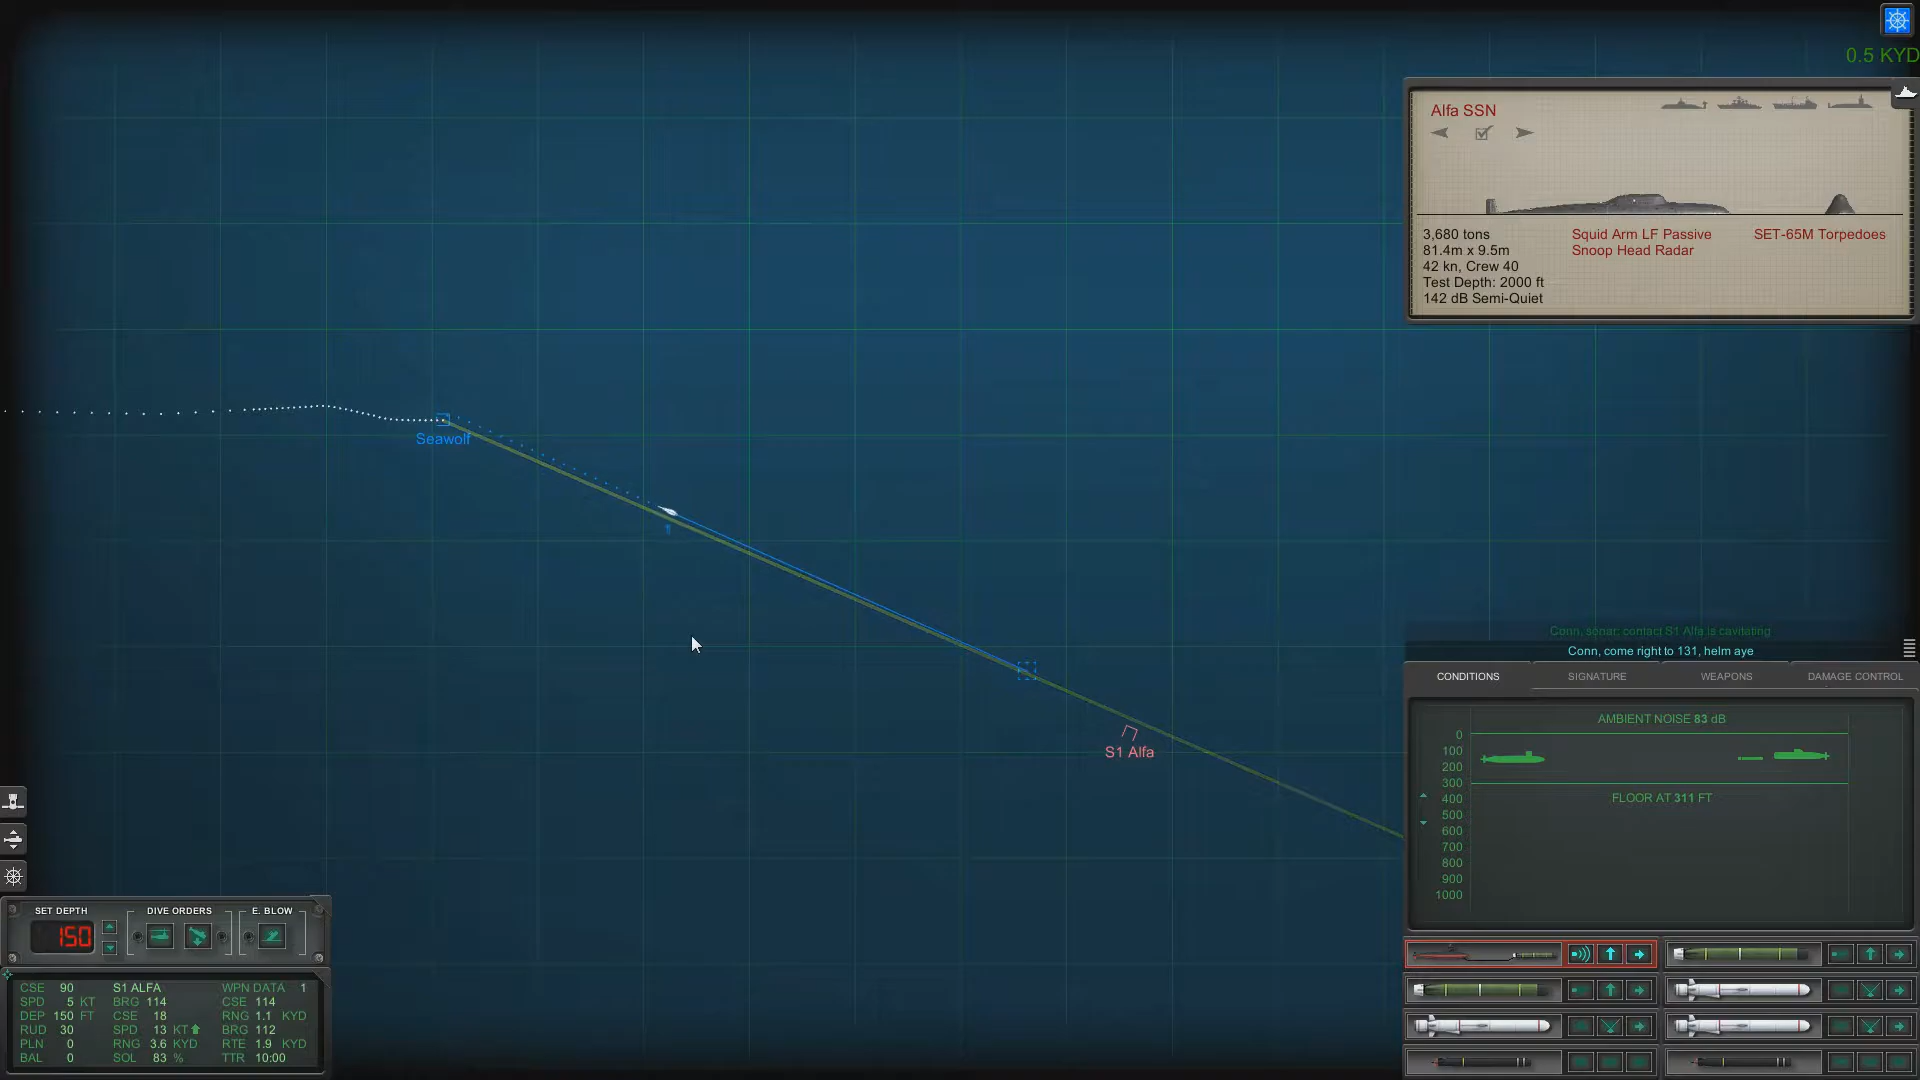 0.5 KYD
Alfa SSN
3,680 tons
81.4m x 9.5m
42 kn, Crew 40
Test Depth: 2000 ft
142 dB Semi-Quiet
Squid Arm LF Passive
Snoop Head Radar
SET-65M Torpedoes
Seawolf
S1 Alfa
Conn, sonar: contact S1 Alfa is cavitating
Conn, come right to 131, helm aye
CONDITIONS SIGNATURE WEAPONS DAMAGE CONTROL
AMBIENT NOISE 83 dB
0
100
200
300
400
500
600
700
800
900
1000
FLOOR AT 311 FT
SET DEPTH DIVE ORDERS E. BLOW
150
CSE 90 S1 ALFA WPN DATA 1
SPD 5 KT BRG 114 CSE 114
DEP 150 FT CSE 18 RNG 1.1 KYD
RUD 30 SPD 13 KT BRG 112
PLN 0 RNG 3.6 KYD RTE 1.9 KYD
BAL 0 SOL 83 % TTR 10:00